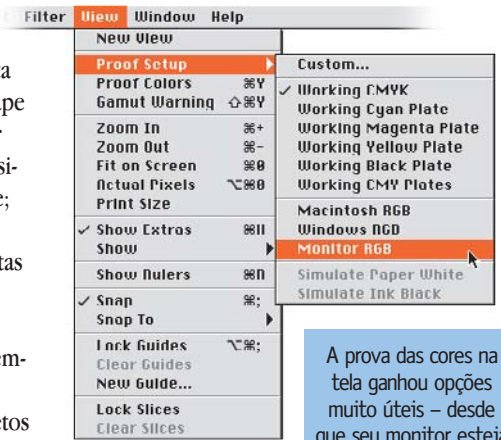 Filter View Window Help
New View
Proof Setup
Proof Colors ⌘Y
Gamut Warning ⇧⌘Y
Zoom In ⌘+
Zoom Out ⌘-
Fit on Screen ⌘0
Actual Pixels ⌥⌘0
Print Size
✓ Show Extras ⌘H
Show
Show Rulers ⌘R
✓ Snap ⌘;
Snap To
Lock Guides ⌥⌘;
Clear Guides
New Guide...
Lock Slices
Clear Slices
Custom...
✓ Working CMYK
Working Cyan Plate
Working Magenta Plate
Working Yellow Plate
Working Black Plate
Working CMY Plates
Macintosh RGB
Windows RGB
Monitor RGB
Simulate Paper White
Simulate Ink Black
A prova das cores na
tela ganhou opções
muito úteis – desde
que seu monitor esteja